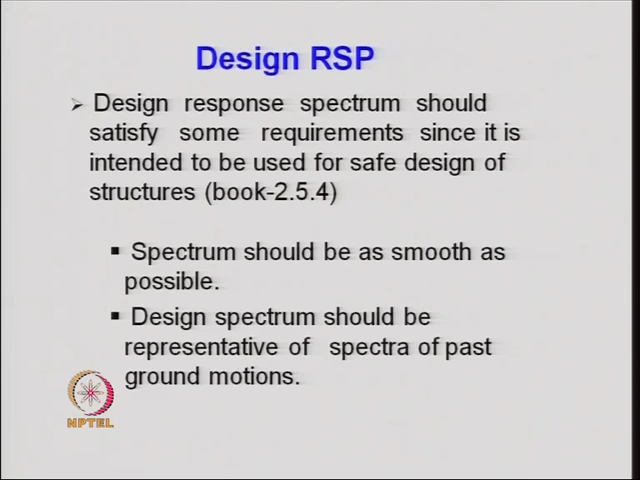 Design RSP
➢ Design response spectrum should
satisfy some requirements since it is
intended to be used for safe design of
structures (book-2.5.4)
▪ Spectrum should be as smooth as
possible.
▪ Design spectrum should be
representative of spectra of past
ground motions.
NPTEL